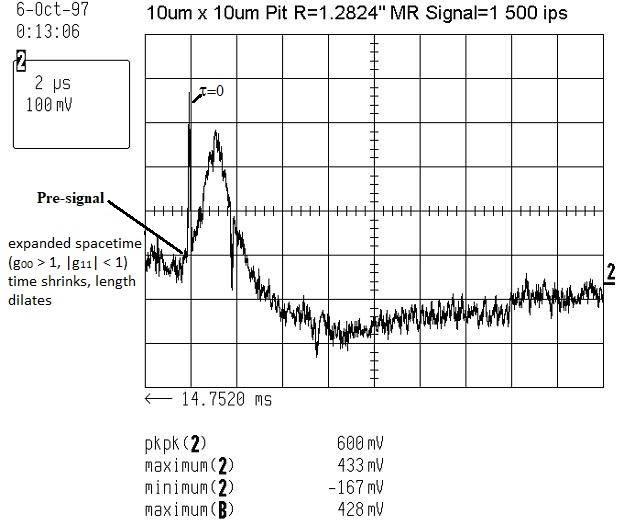 6-Oct-97
0:13:06
10um x 10um Pit R=1.2824" MR Signal=1 500 ips
2
2 µs
100 mV
τ=0
Pre-signal
expanded spacetime
(g00 > 1, |g11| < 1)
time shrinks, length
dilates
2
← 14.7520 ms
pkpk(2) 600 mV
maximum(2) 433 mV
minimum(2) -167 mV
maximum(B) 428 mV